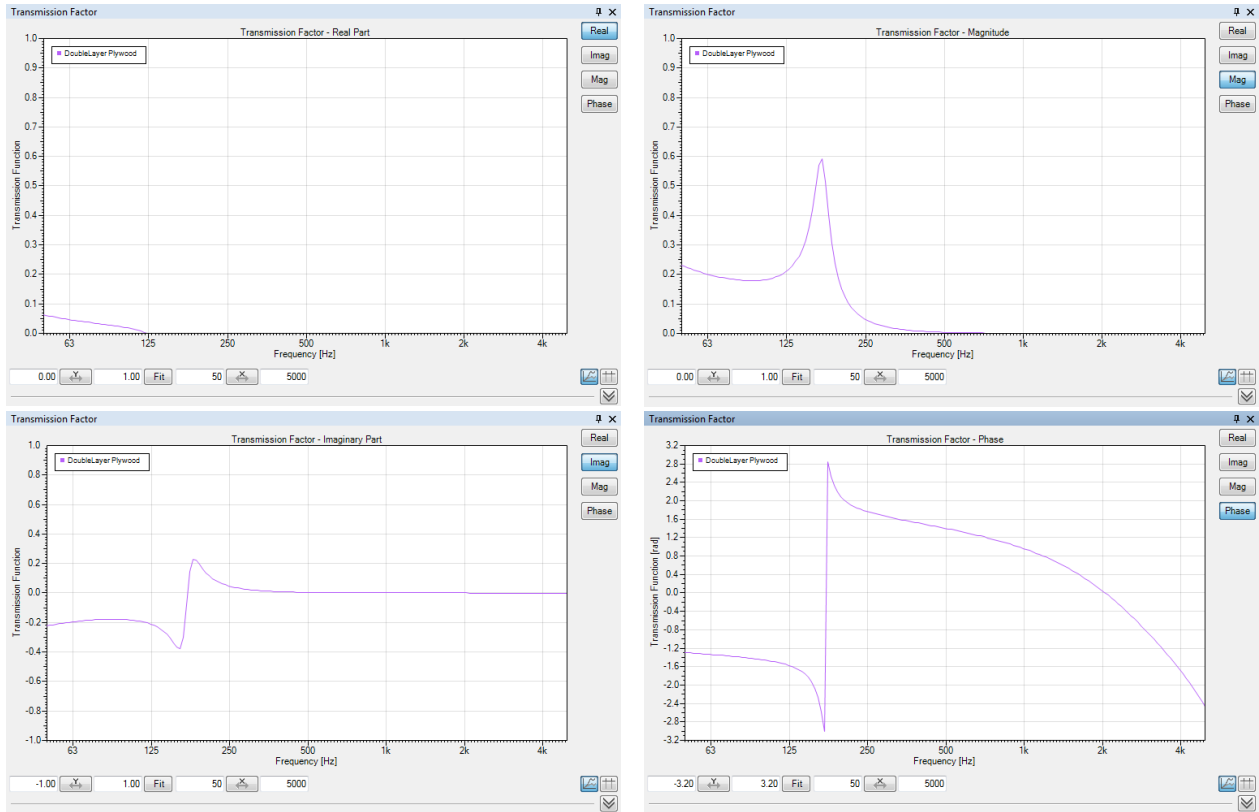 Transmission Factor
Transmission Factor - Real Part
DoubleLayer Plywood
Transmission Function
1.0
0.9
0.8
0.7
0.6
0.5
0.4
0.3
0.2
0.1
0.0
63 125 250 500 1k 2k 4k
Frequency [Hz]
Real
Imag
Mag
Phase
0.00 Y 1.00 Fit 50 X 5000
Transmission Factor
Transmission Factor - Magnitude
DoubleLayer Plywood
Transmission Function
1.0
0.9
0.8
0.7
0.6
0.5
0.4
0.3
0.2
0.1
0.0
63 125 250 500 1k 2k 4k
Frequency [Hz]
Real
Imag
Mag
Phase
0.00 Y 1.00 Fit 50 X 5000
Transmission Factor
Transmission Factor - Imaginary Part
DoubleLayer Plywood
Transmission Function
1.0
0.8
0.6
0.4
0.2
0.0
-0.2
-0.4
-0.6
-0.8
-1.0
63 125 250 500 1k 2k 4k
Frequency [Hz]
Real
Imag
Mag
Phase
-1.00 Y 1.00 Fit 50 X 5000
Transmission Factor
Transmission Factor - Phase
DoubleLayer Plywood
Transmission Function [rad]
3.2
2.8
2.4
2.0
1.6
1.2
0.8
0.4
0.0
-0.4
-0.8
-1.2
-1.6
-2.0
-2.4
-2.8
-3.2
63 125 250 500 1k 2k 4k
Frequency [Hz]
Real
Imag
Mag
Phase
-3.20 Y 3.20 Fit 50 X 5000